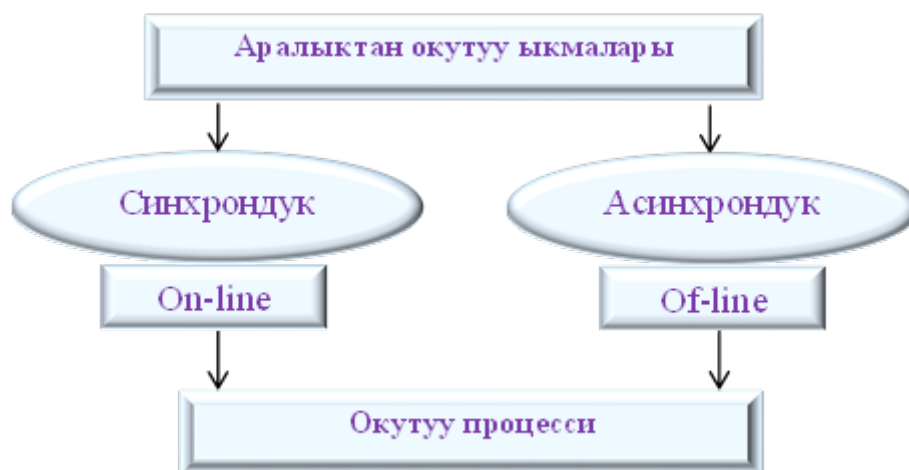 Аралыктан окутуу ыкмалары
Синхрондук
Асинхрондук
On-line
Of-line
Окутуу процесси